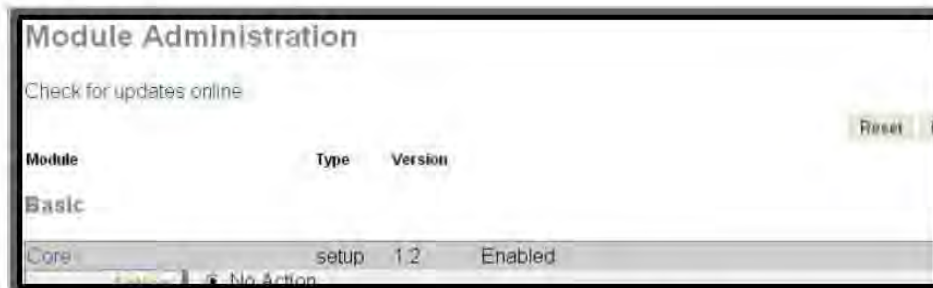 Module Administration
Check for updates online
Reset
Module Type Version
Basic
Core setup 1.2 Enabled
No Action